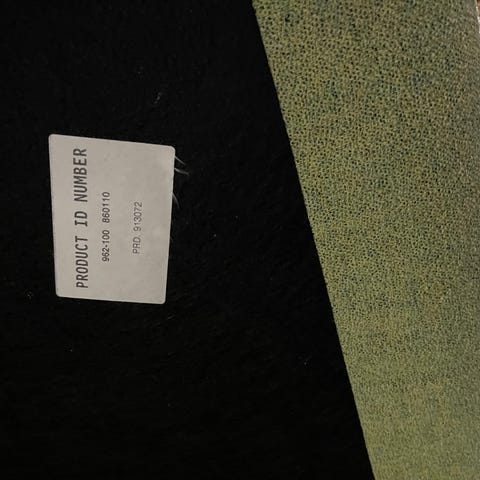 PRODUCT ID NUMBER
962-100 860110
PRD. 913072